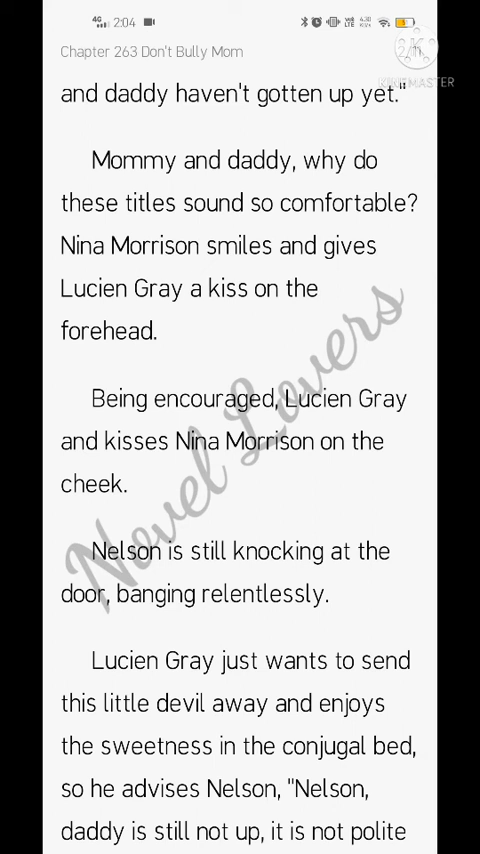 4G 2:04
Chapter 263 Don't Bully Mom
KINEMASTER
and daddy haven't gotten up yet."
Mommy and daddy, why do
these titles sound so comfortable?
Nina Morrison smiles and gives
Lucien Gray a kiss on the
forehead.
Being encouraged, Lucien Gray
and kisses Nina Morrison on the
cheek.
Nelson is still knocking at the
door, banging relentlessly.
Lucien Gray just wants to send
this little devil away and enjoys
the sweetness in the conjugal bed,
so he advises Nelson, "Nelson,
daddy is still not up, it is not polite
Novel Lovers